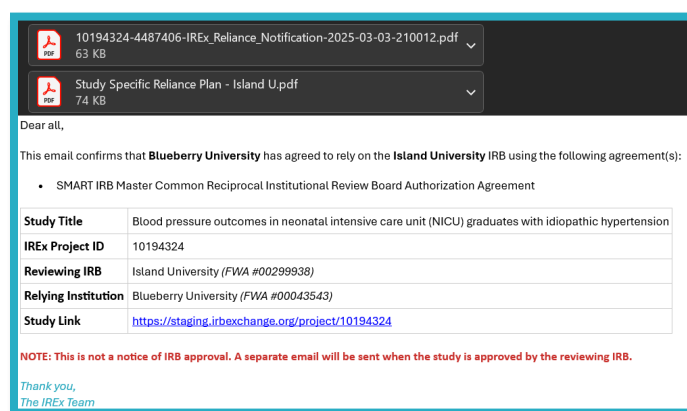 10194324-4487406-IREx_Reliance_Notification-2025-03-03-210012.pdf
PDF
63 KB
Study Specific Reliance Plan - Island U.pdf
PDF
74 KB
Dear all,
This email confirms that Blueberry University has agreed to rely on the Island University IRB using the following agreement(s):
• SMART IRB Master Common Reciprocal Institutional Review Board Authorization Agreement
Study Title Blood pressure outcomes in neonatal intensive care unit (NICU) graduates with idiopathic hypertension
IREx Project ID 10194324
Reviewing IRB Island University (FWA #00299938)
Relying Institution Blueberry University (FWA #00043543)
Study Link https://staging.irbexchange.org/project/10194324
NOTE: This is not a notice of IRB approval. A separate email will be sent when the study is approved by the reviewing IRB.
Thank you,
The IREx Team